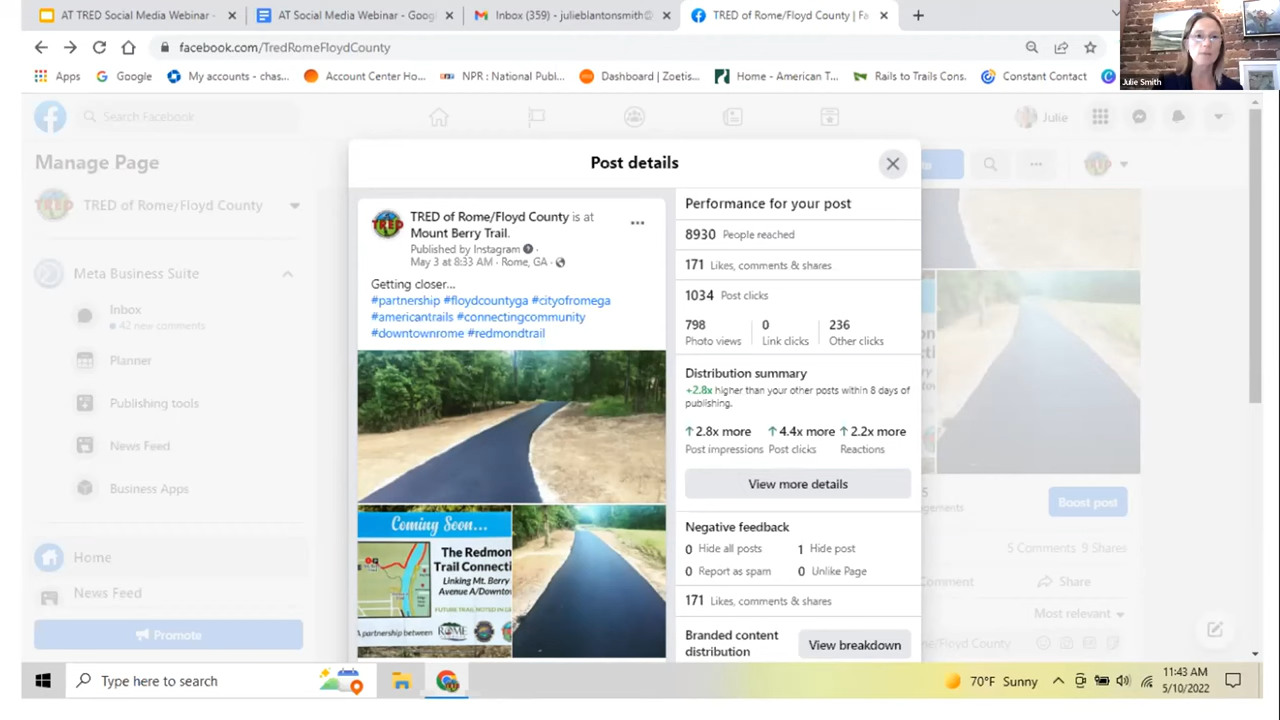 AT TRED Social Media Webinar -
AT Social Media Webinar - Goog
Inbox (359) - julieblantonsmith@
TRED of Rome/Floyd County | Fa
facebook.com/TredRomeFloydCounty
Apps
Google
My accounts - chas...
Account Center Ho...
NPR : National Publ...
Dashboard | Zoetis...
Home - American T...
Rails to Trails Cons.
Constant Contact
Julie Smith
Search Facebook
Julie
Manage Page
TRED of Rome/Floyd County
Meta Business Suite
Inbox
42 new comments
Planner
Publishing tools
News Feed
Business Apps
Home
News Feed
Promote
Post details
TRED of Rome/Floyd County is at
Mount Berry Trail.
Published by Instagram
May 3 at 8:33 AM · Rome, GA ·
Getting closer...
#partnership #floydcountyga #cityofromega
#americantrails #connectingcommunity
#downtownrome #redmondtrail
Coming Soon...
The Redmon
Trail Connecti
Linking Mt. Berry
Avenue A/Downtow
A partnership between
ROME
Performance for your post
8930 People reached
171 Likes, comments & shares
1034 Post clicks
798 0 236
Photo views Link clicks Other clicks
Distribution summary
+2.8x higher than your other posts within 8 days of
publishing.
↑2.8x more ↑4.4x more ↑2.2x more
Post impressions Post clicks Reactions
View more details
Negative feedback
0 Hide all posts 1 Hide post
0 Report as spam 0 Unlike Page
171 Likes, comments & shares
Branded content
distribution
View breakdown
Boost post
5 Comments 9 Shares
Share
Most relevant
Type here to search
70°F Sunny
11:43 AM
5/10/2022